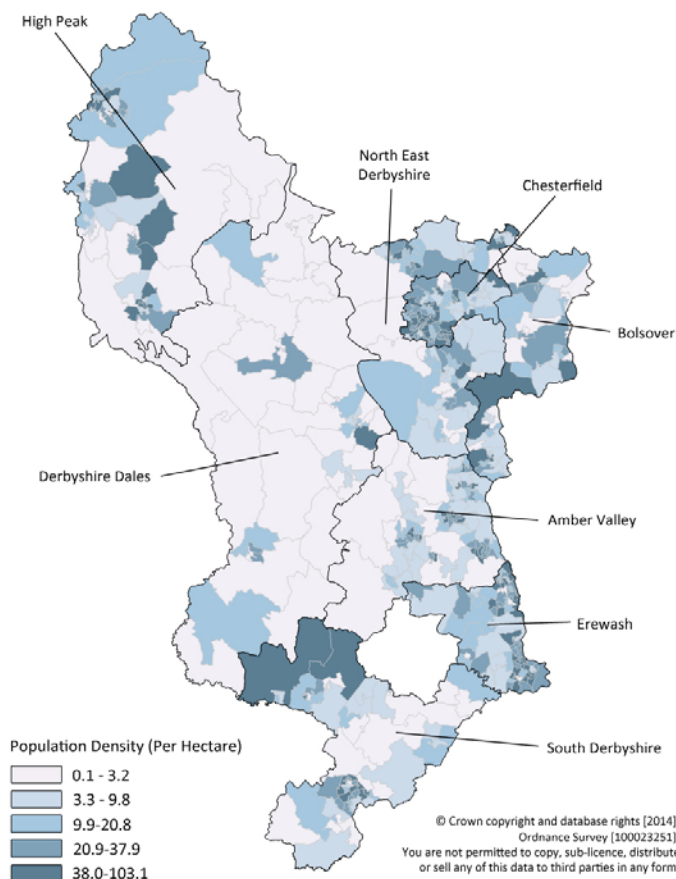 High Peak
North East
Derbyshire
Chesterfield
Bolsover
Derbyshire Dales
Amber Valley
Erewash
South Derbyshire
Population Density (Per Hectare)
0.1 - 3.2
3.3 - 9.8
9.9-20.8
20.9-37.9
38.0-103.1
© Crown copyright and database rights [2014]
Ordnance Survey [100023251]
You are not permitted to copy, sub-licence, distribute
or sell any of this data to third parties in any form